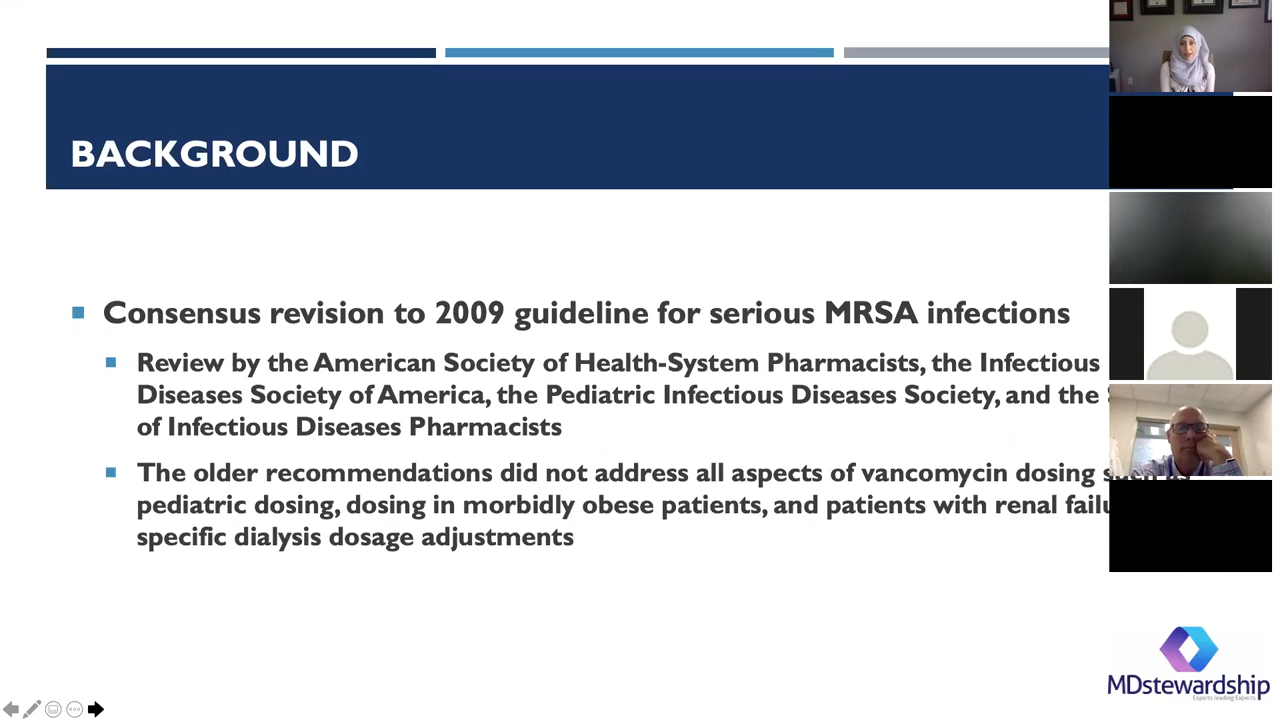 BACKGROUND
Consensus revision to 2009 guideline for serious MRSA infections
Review by the American Society of Health-System Pharmacists, the Infectious
Diseases Society of America, the Pediatric Infectious Diseases Society, and the
of Infectious Diseases Pharmacists
The older recommendations did not address all aspects of vancomycin dosing
pediatric dosing, dosing in morbidly obese patients, and patients with renal
specific dialysis dosage adjustments
MDstewardship
Experts Leading Experts